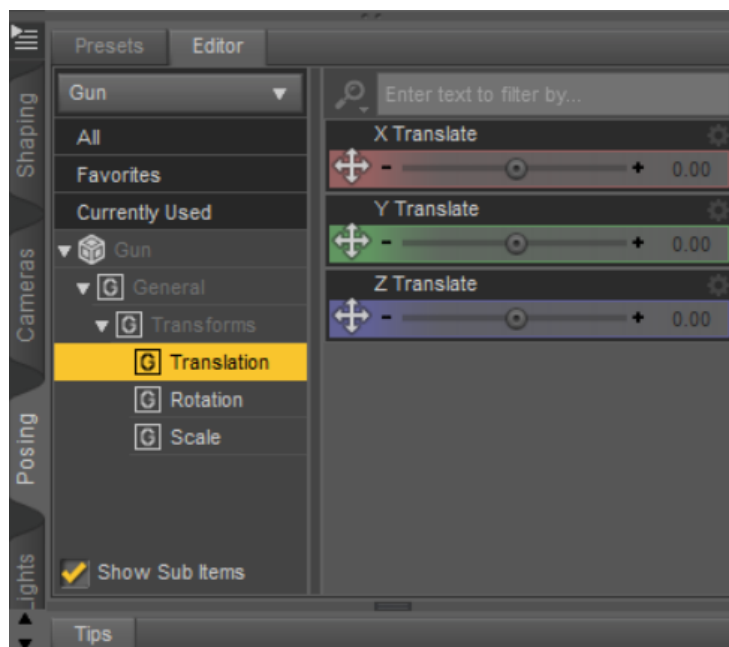 Presets Editor
Gun
Enter text to filter by...
All
Favorites
Currently Used
Gun
General
Transforms
Translation
Rotation
Scale
Show Sub Items
X Translate
- + 0.00
Y Translate
- + 0.00
Z Translate
- + 0.00
Shaping
Cameras
Posing
Lights
Tips